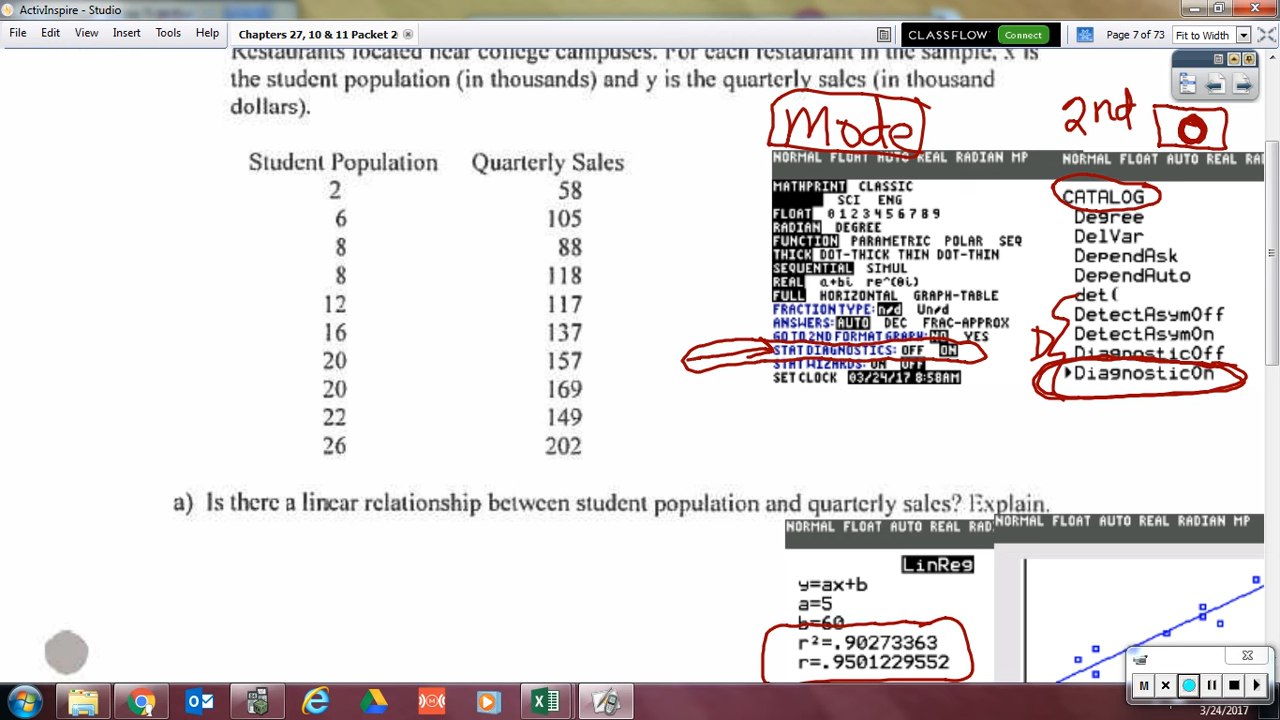 ActivInspire - Studio
File Edit View Insert Tools Help Chapters 27, 10 & 11 Packet 2 CLASSFLOW Connect Page 7 of 73 Fit to Width
Restaurants located near college campuses. For each restaurant in the sample, x is
the student population (in thousands) and y is the quarterly sales (in thousand
dollars).
Mode
2nd
Student Population Quarterly Sales
2 58
6 105
8 88
8 118
12 117
16 137
20 157
20 169
22 149
26 202
NORMAL FLOAT AUTO REAL RADIAN MP
MATHPRINT CLASSIC
SCI ENG
FLOAT 0 1 2 3 4 5 6 7 8 9
RADIAN DEGREE
FUNCTION PARAMETRIC POLAR SEQ
THICK DOT-THICK THIN DOT-THIN
SEQUENTIAL SIMUL
REAL a+bi re^(θi)
FULL HORIZONTAL GRAPH-TABLE
FRACTION TYPE: n/d Un/d
ANSWERS: AUTO DEC FRAC-APPROX
GO TO 2ND FORMAT GRAPH: NO YES
STAT DIAGNOSTICS: OFF ON
STAT WIZARDS: ON OFF
SET CLOCK 03/24/17 8:58AM
NORMAL FLOAT AUTO REAL RA
CATALOG
Degree
DelVar
DependAsk
DependAuto
det(
DetectAsymOff
DetectAsymOn
DiagnosticOff
DiagnosticOn
D
a) Is there a linear relationship between student population and quarterly sales? Explain.
NORMAL FLOAT AUTO REAL RAD
LinReg
y=ax+b
a=5
b=60
r²=.90273363
r=.9501229552
NORMAL FLOAT AUTO REAL RADIAN MP
M
3/24/2017